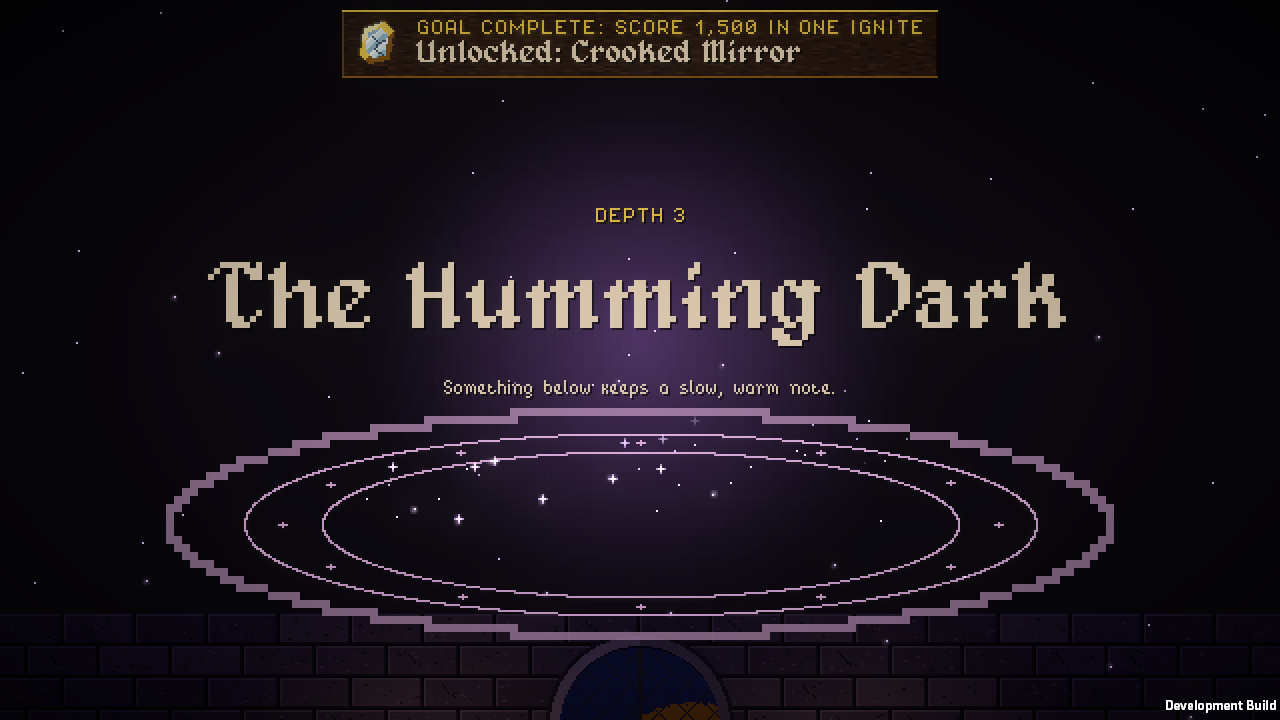 GOAL COMPLETE: SCORE 1,500 IN ONE IGNITE
Unlocked: Crooked Mirror
DEPTH 3
The Humming Dark
Something below keeps a slow, warm note.
Development Build